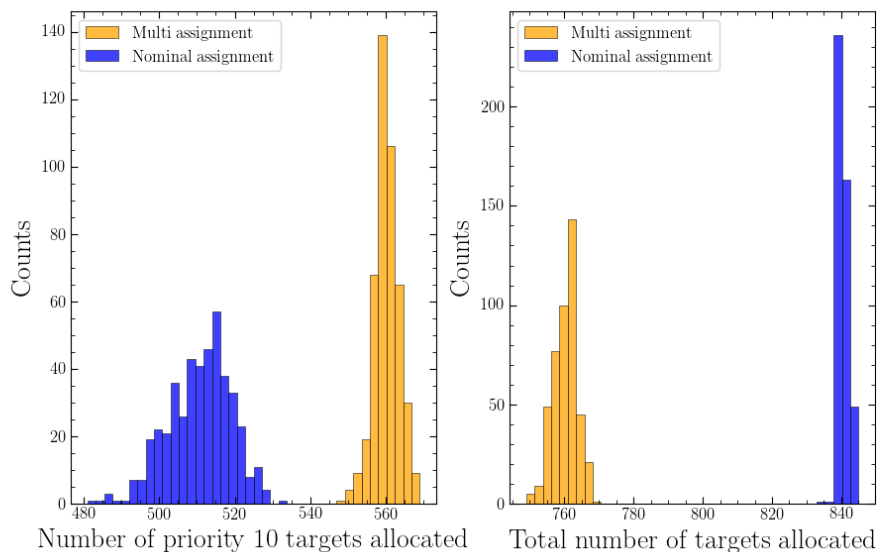 140
120
100
80
60
40
20
0
Counts
Multi assignment
Nominal assignment
480 500 520 540 560
Number of priority 10 targets allocated
200
150
100
50
0
Counts
Multi assignment
Nominal assignment
760 780 800 820 840
Total number of targets allocated